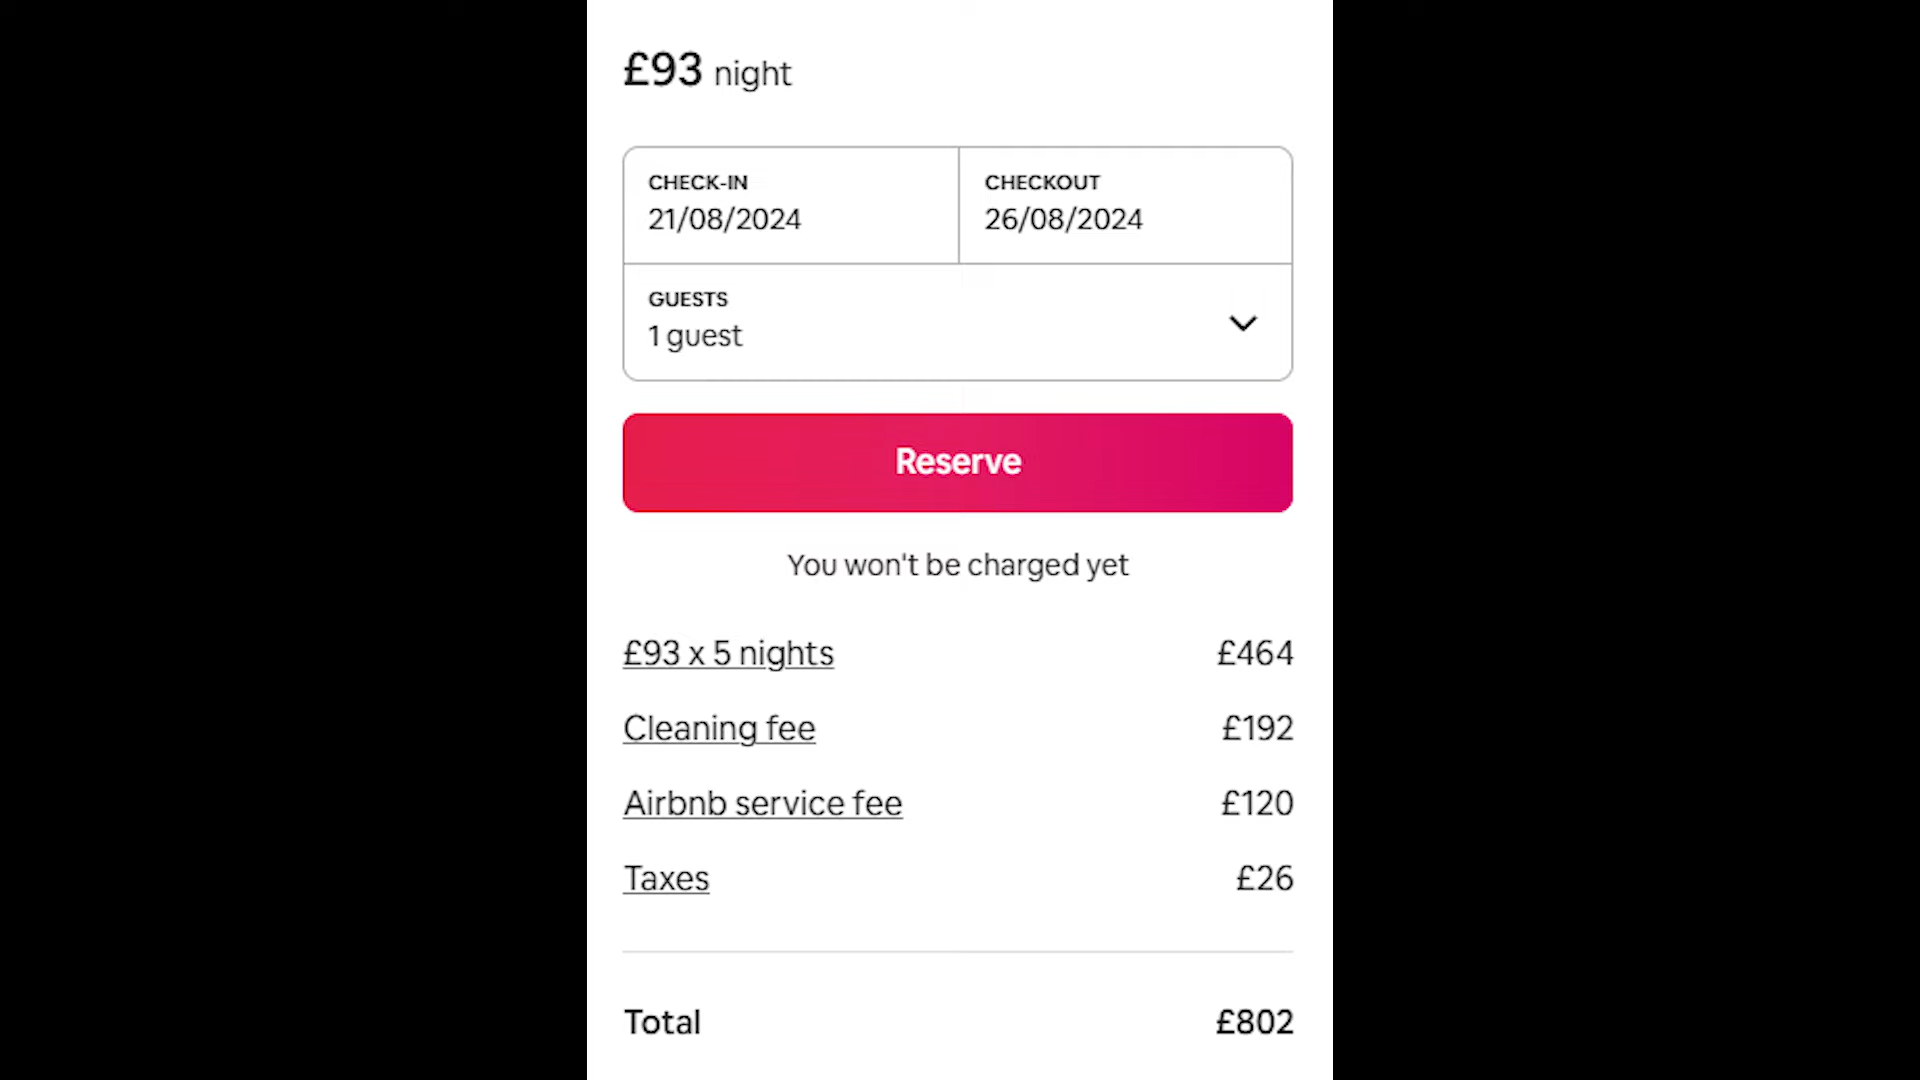 £93 night
CHECK-IN
21/08/2024
CHECKOUT
26/08/2024
GUESTS
1 guest
Reserve
You won't be charged yet
£93 x 5 nights £464
Cleaning fee £192
Airbnb service fee £120
Taxes £26
Total £802